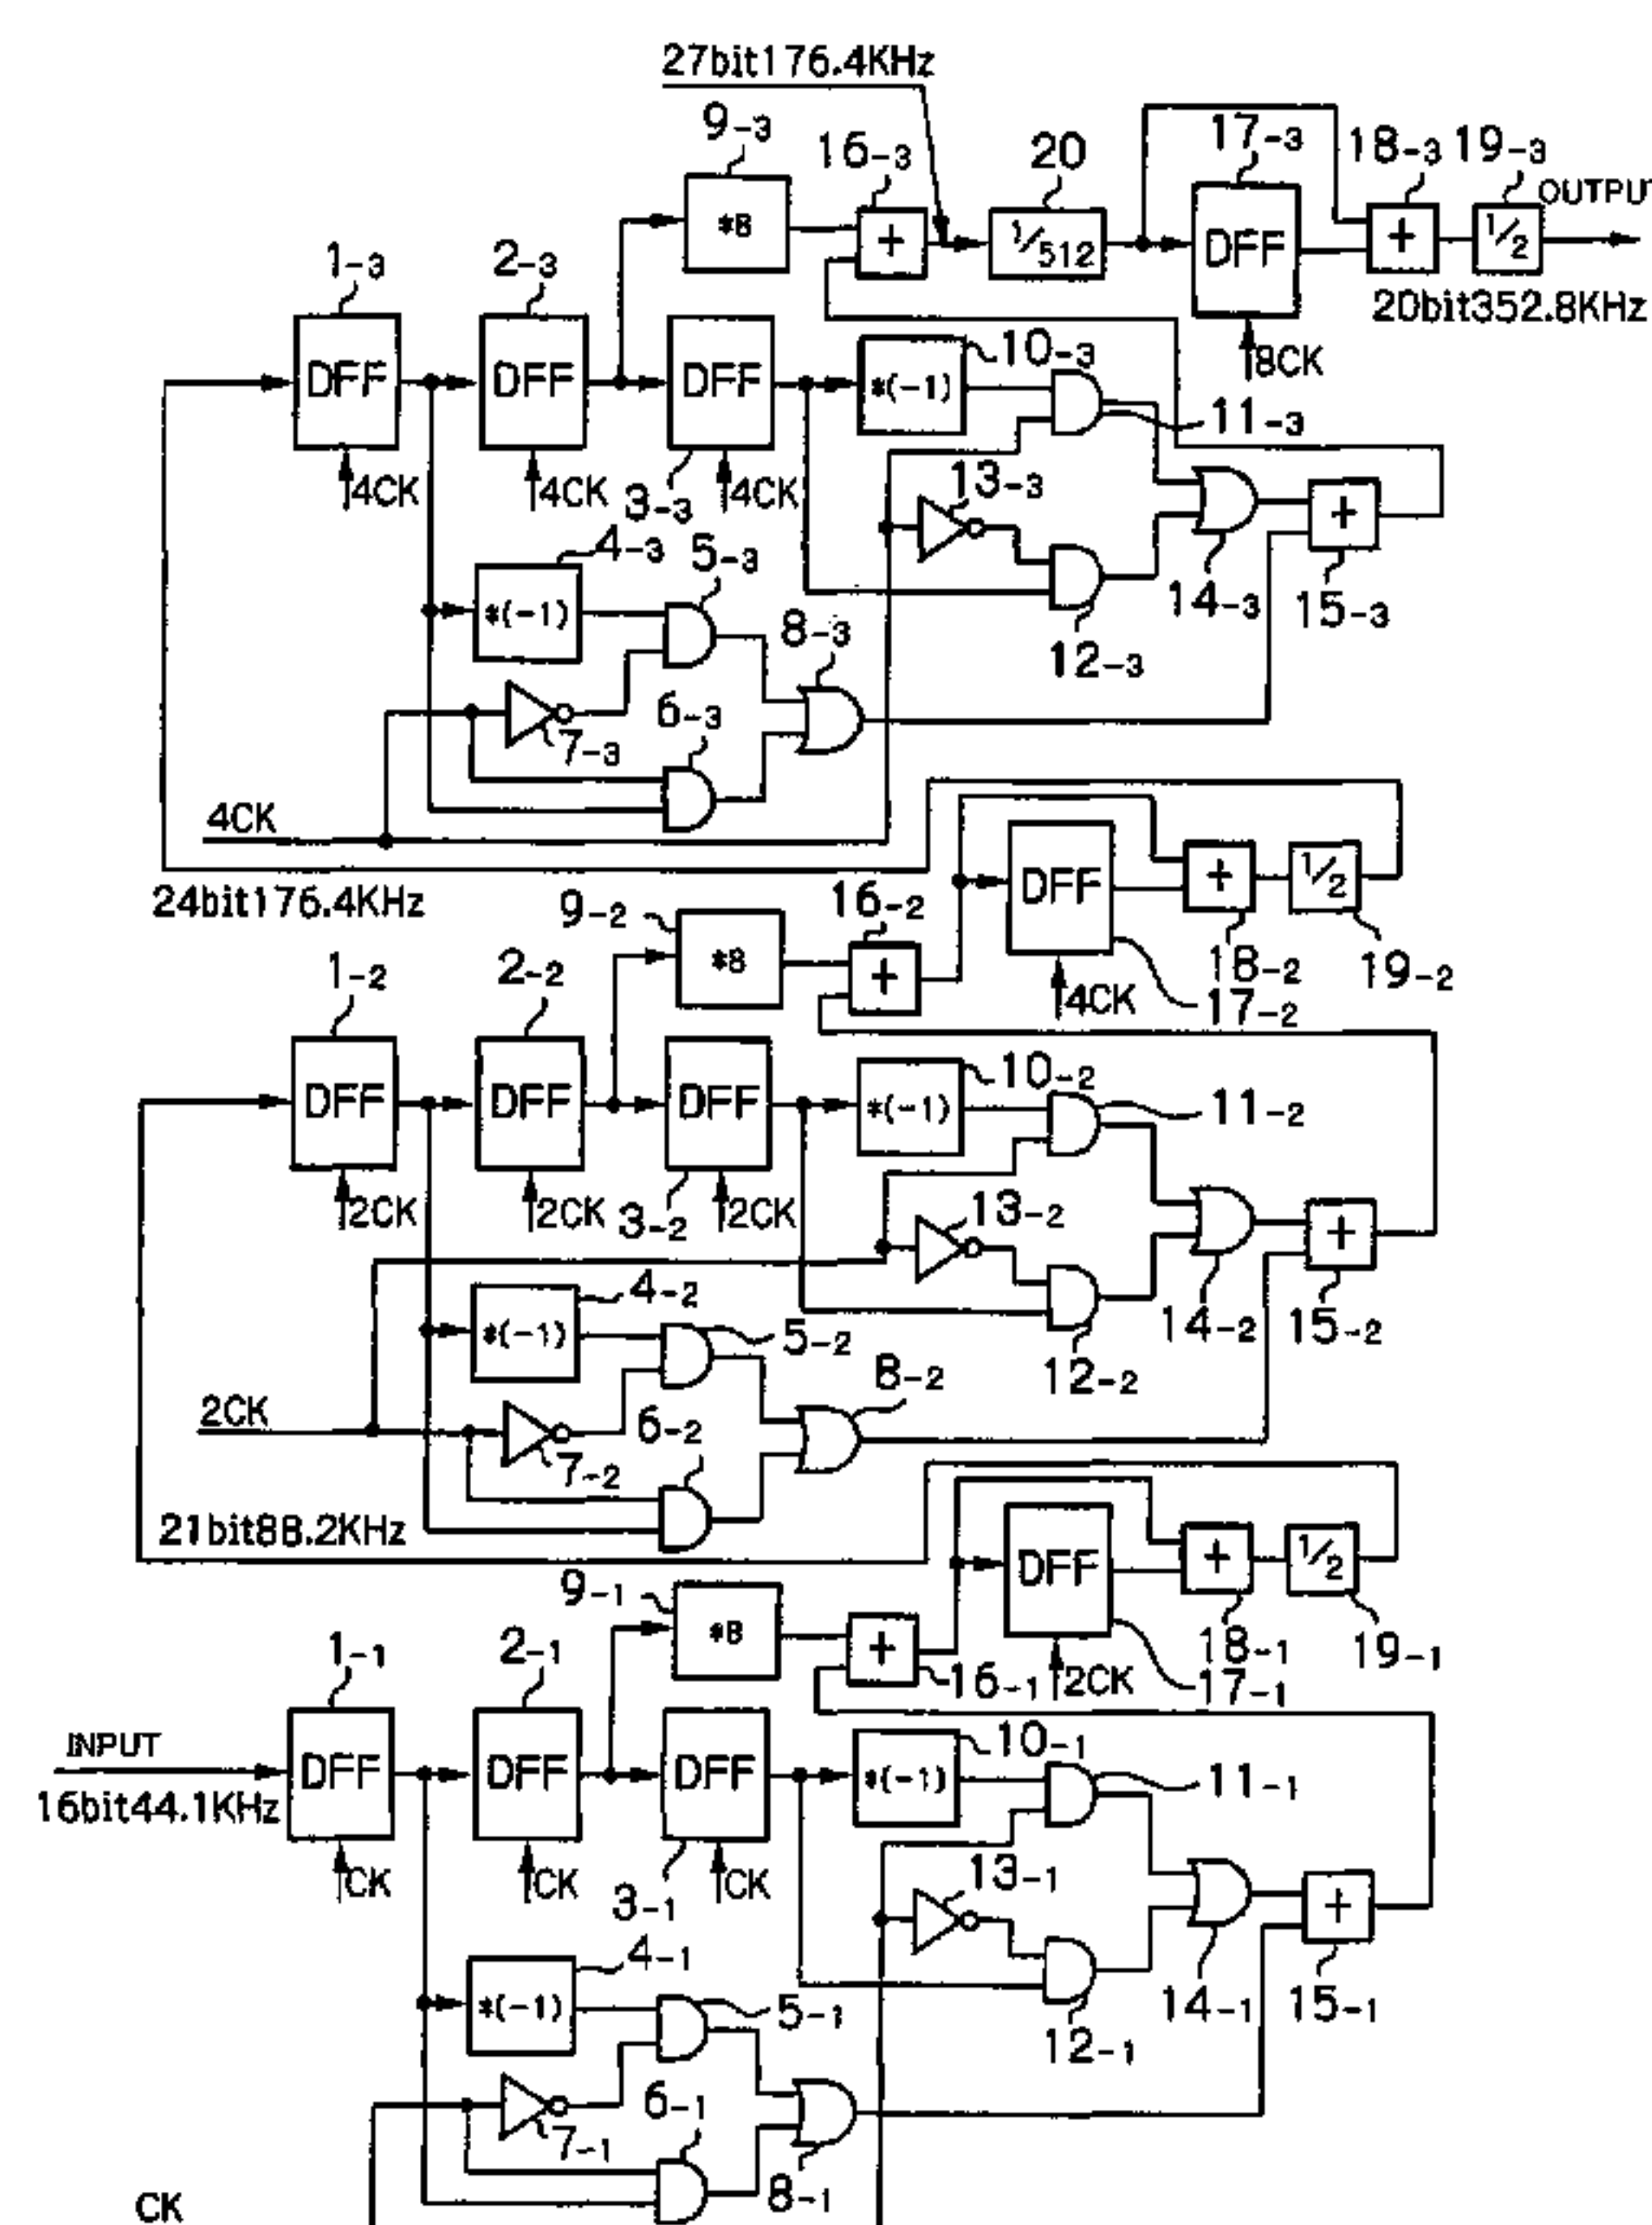 27bit176.4KHz
9-3
16-3
20
17-3
18-3
19-3
OUTPUT
*8
+
1/512
DFF
+
1/2
20bit352.8KHz
8CK
1-3
2-3
DFF
DFF
DFF
*(-1)
10-3
11-3
4CK
4CK
3-3
4CK
13-3
+
4-3
5-3
*(-1)
8-3
14-3
15-3
12-3
6-3
7-3
4CK
24bit176.4KHz
9-2
16-2
DFF
+
1/2
*8
+
18-2
19-2
4CK
17-2
1-2
2-2
DFF
DFF
DFF
*(-1)
10-2
11-2
2CK
2CK
3-2
2CK
13-2
+
4-2
*(-1)
5-2
14-2
15-2
12-2
8-2
2CK
6-2
7-2
21bit88.2KHz
9-1
DFF
+
1/2
*8
+
16-1
2CK
17-1
18-1
19-1
1-1
2-1
INPUT
16bit44.1KHz
DFF
DFF
DFF
*(-1)
10-1
11-1
CK
CK
3-1
CK
13-1
+
4-1
*(-1)
5-1
14-1
15-1
12-1
6-1
7-1
8-1
CK